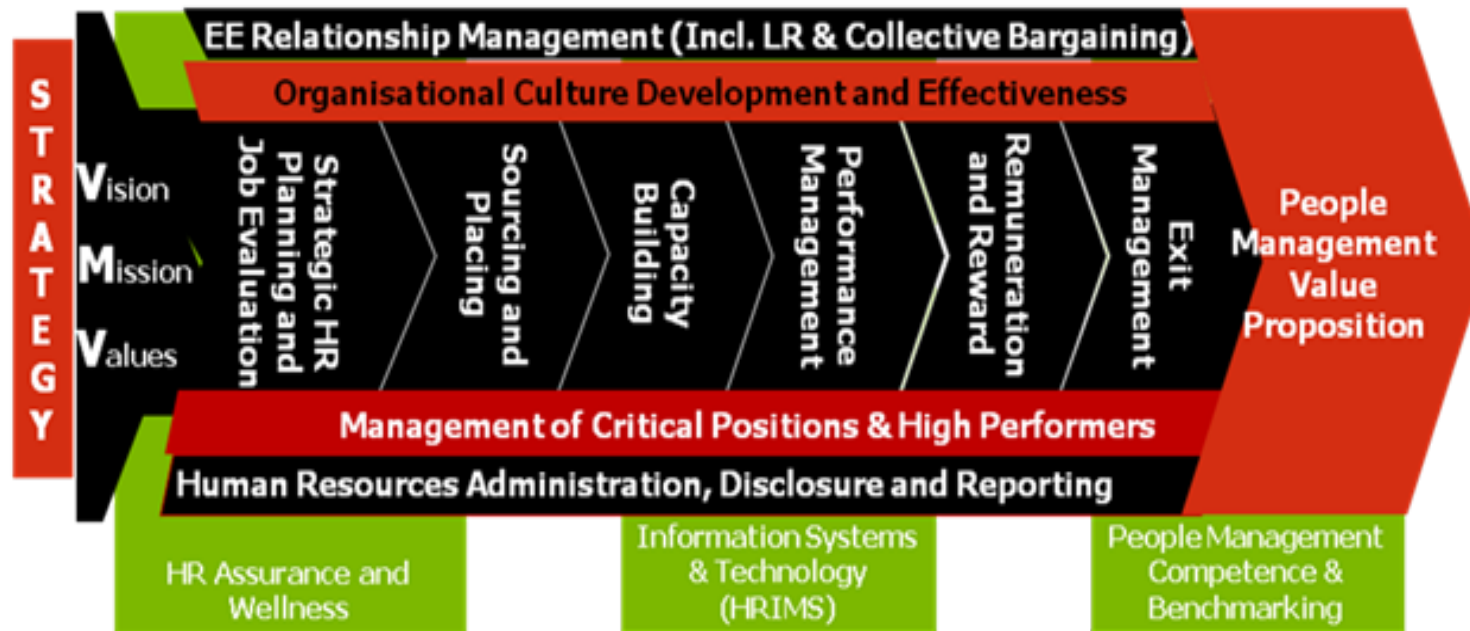 STRATEGY
Vision
Mission
Values
EE Relationship Management (Incl. LR & Collective Bargaining)
Organisational Culture Development and Effectiveness
Strategic HR
Planning and
Job Evaluation
Sourcing and
Placing
Capacity
Building
Performance
Management
Remuneration
and Reward
Exit
Management
People
Management
Value
Proposition
Management of Critical Positions & High Performers
Human Resources Administration, Disclosure and Reporting
HR Assurance and
Wellness
Information Systems
& Technology
(HRIMS)
People Management
Competence &
Benchmarking